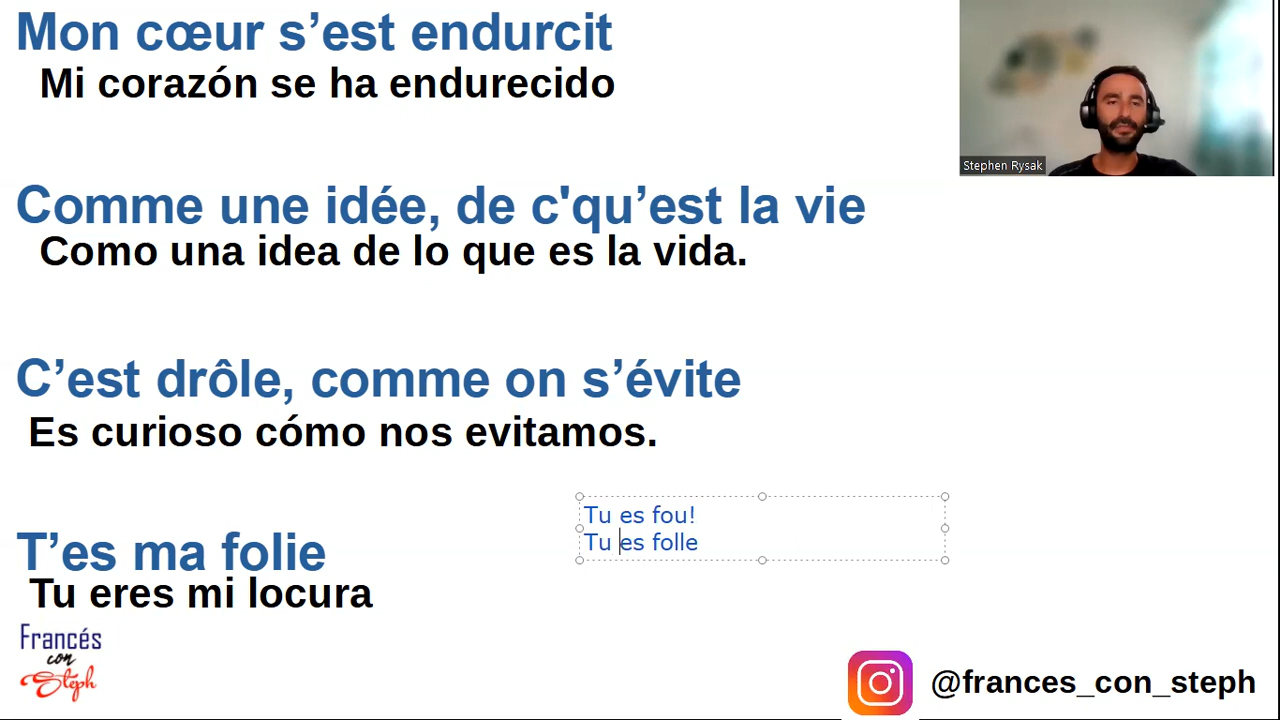 Mon cœur s’est endurcit
Mi corazón se ha endurecido
Stephen Rysak
Comme une idée, de c'qu’est la vie
Como una idea de lo que es la vida.
C’est drôle, comme on s’évite
Es curioso cómo nos evitamos.
Tu es fou!
Tu es folle
T’es ma folie
Tu eres mi locura
Francés
con
Steph
@frances_con_steph